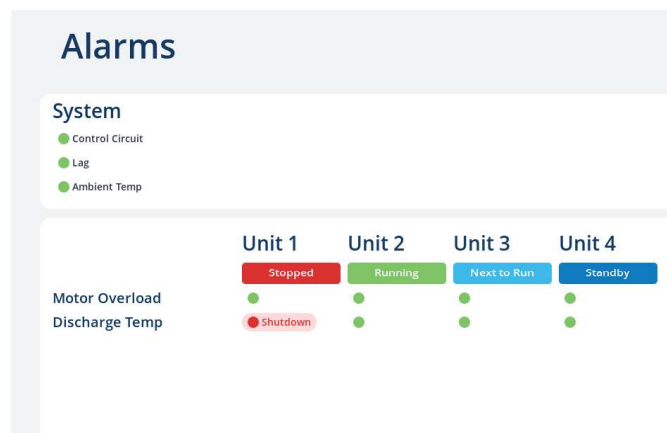 Alarms
System
Control Circuit
Lag
Ambient Temp
Unit 1 Unit 2 Unit 3 Unit 4
Stopped Running Next to Run Standby
Motor Overload
Discharge Temp Shutdown